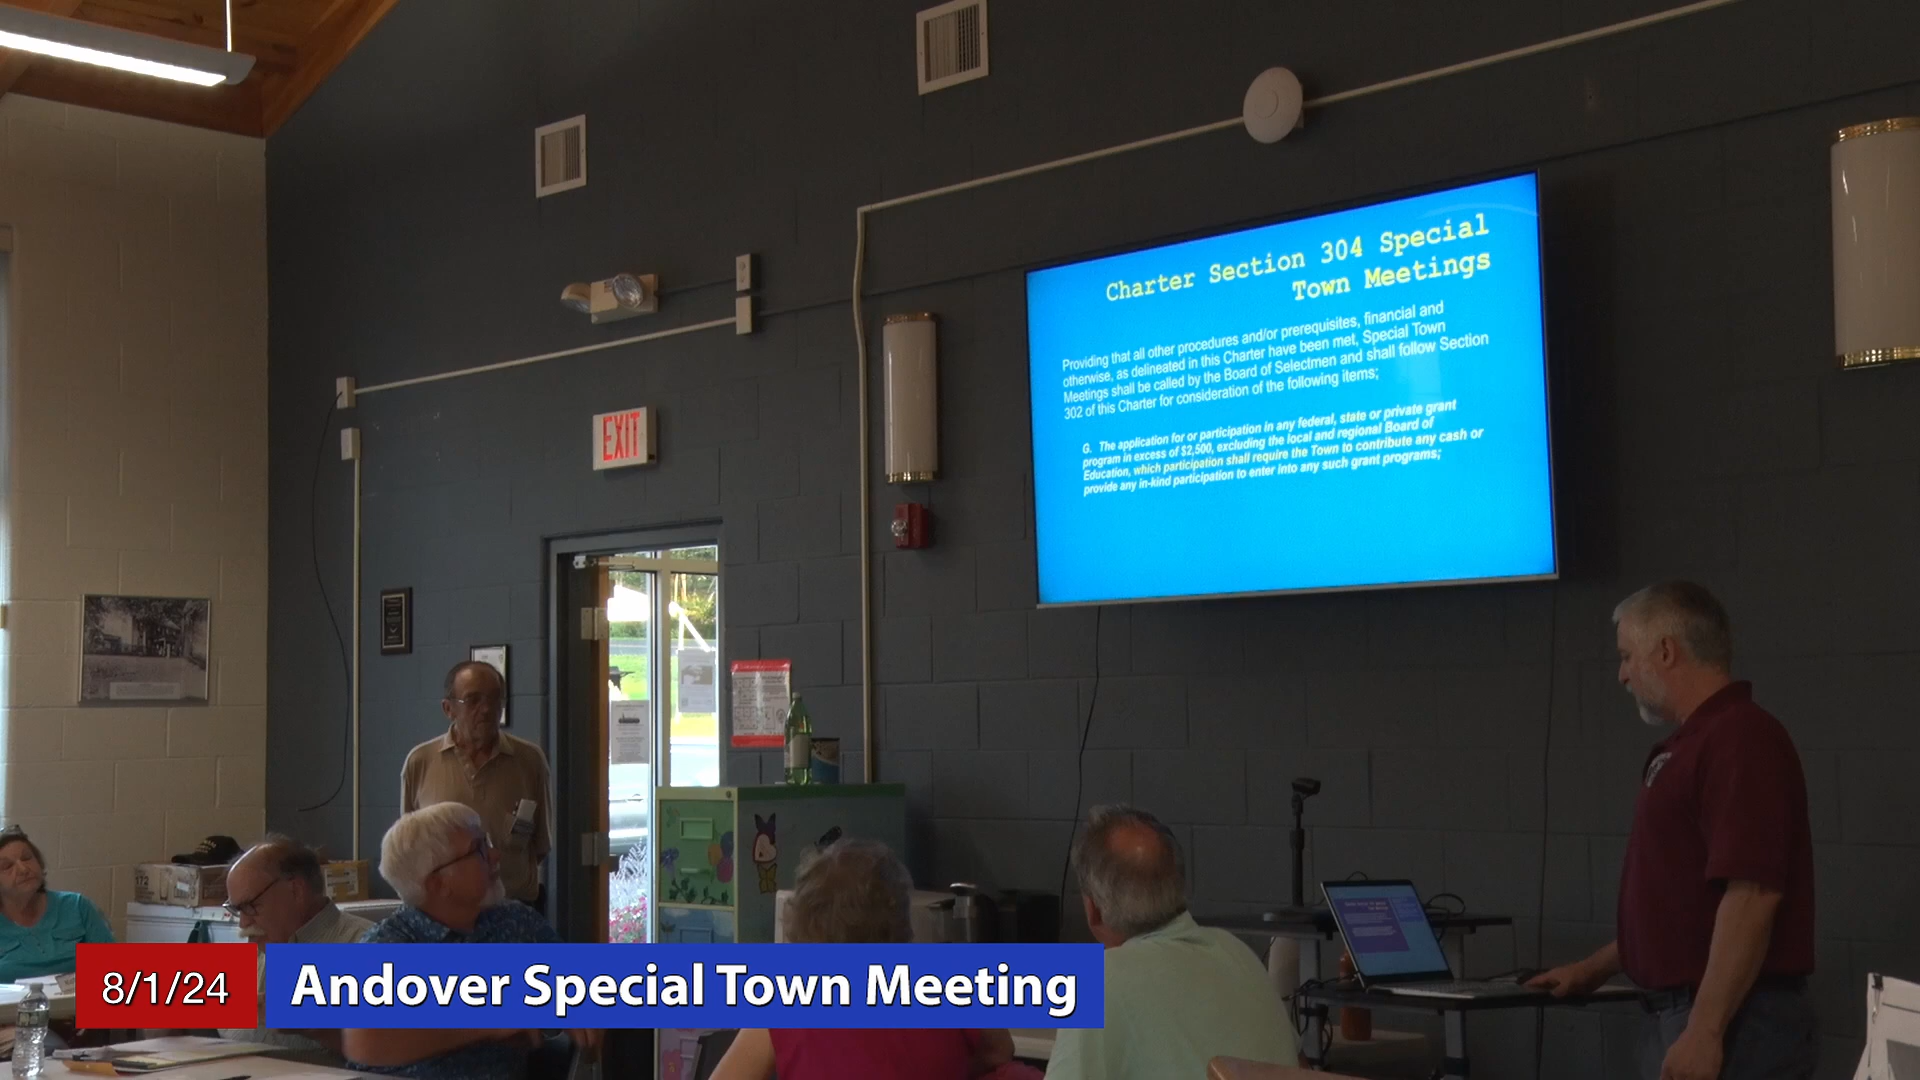 Charter Section 304 Special
Town Meetings
Providing that all other procedures and/or prerequisites, financial and
otherwise, as delineated in this Charter have been met, Special Town
Meetings shall be called by the Board of Selectmen and shall follow Section
302 of this Charter for consideration of the following items;
G. The application for or participation in any federal, state or private grant
program in excess of $2,500, excluding the local and regional Board of
Education, which participation shall require the Town to contribute any cash or
provide any in-kind participation to enter into any such grant programs;
EXIT
172
8/1/24
Andover Special Town Meeting